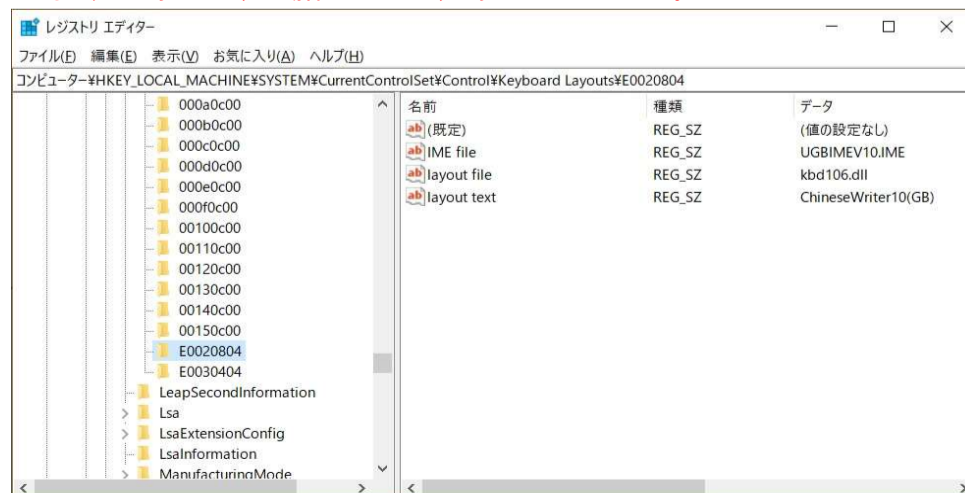 レジストリ エディター
ファイル(F) 編集(E) 表示(V) お気に入り(A) ヘルプ(H)
コンピューター¥HKEY_LOCAL_MACHINE¥SYSTEM¥CurrentControlSet¥Control¥Keyboard Layouts¥E0020804
000a0c00
000b0c00
000c0c00
000d0c00
000e0c00
000f0c00
00100c00
00110c00
00120c00
00130c00
00140c00
00150c00
E0020804
E0030404
LeapSecondInformation
Lsa
LsaExtensionConfig
LsaInformation
ManufacturingMode
名前 種類 データ
ab (既定) REG_SZ (値の設定なし)
ab IME file REG_SZ UGBIMEV10.IME
ab layout file REG_SZ kbd106.dll
ab layout text REG_SZ ChineseWriter10(GB)